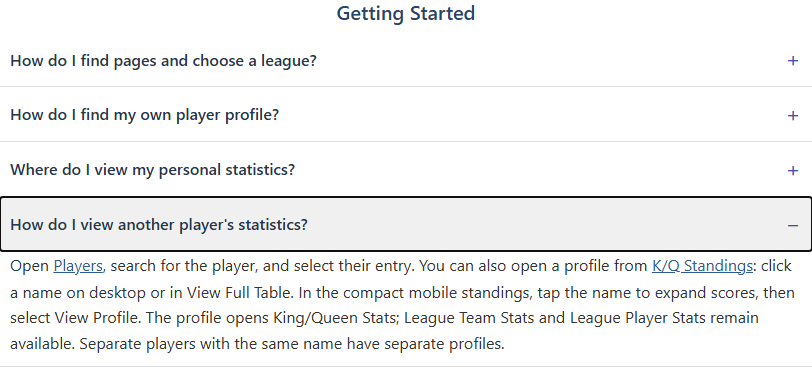 Getting Started
How do I find pages and choose a league?
+
How do I find my own player profile?
+
Where do I view my personal statistics?
+
How do I view another player's statistics?
–
Open Players, search for the player, and select their entry. You can also open a profile from K/Q Standings: click
a name on desktop or in View Full Table. In the compact mobile standings, tap the name to expand scores, then
select View Profile. The profile opens King/Queen Stats; League Team Stats and League Player Stats remain
available. Separate players with the same name have separate profiles.